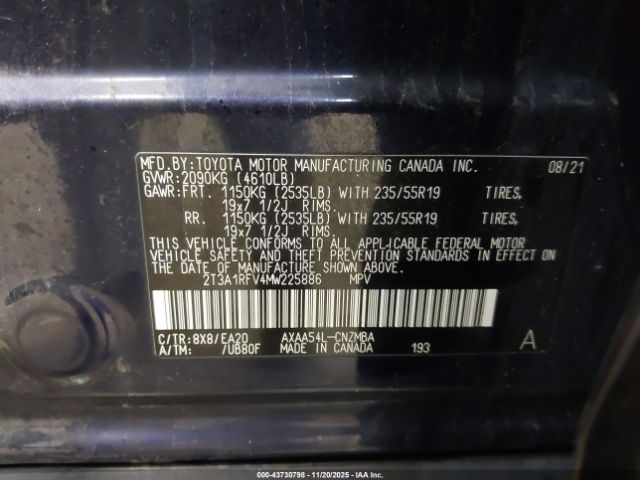 MFD.BY:TOYOTA MOTOR MANUFACTURING CANADA INC. 08/21
GVWR:2090KG (4610LB)
GAWR:FRT. 1150KG (2535LB) WITH 235/55R19 TIRES,
19x7 1/2J RIMS.
RR. 1150KG (2535LB) WITH 235/55R19 TIRES,
19x7 1/2J RIMS.
THIS VEHICLE CONFORMS TO ALL APPLICABLE FEDERAL MOTOR
VEHICLE SAFETY AND THEFT PREVENTION STANDARDS IN EFFECT ON
THE DATE OF MANUFACTURE SHOWN ABOVE.
2T3A1RFV4MW225886 MPV
C/TR:8X8/EA20 AXAA54L-CNZMBA
A/TM: /UB80F MADE IN CANADA 193 A
000-43730798 - 11/20/2025 - IAA Inc.